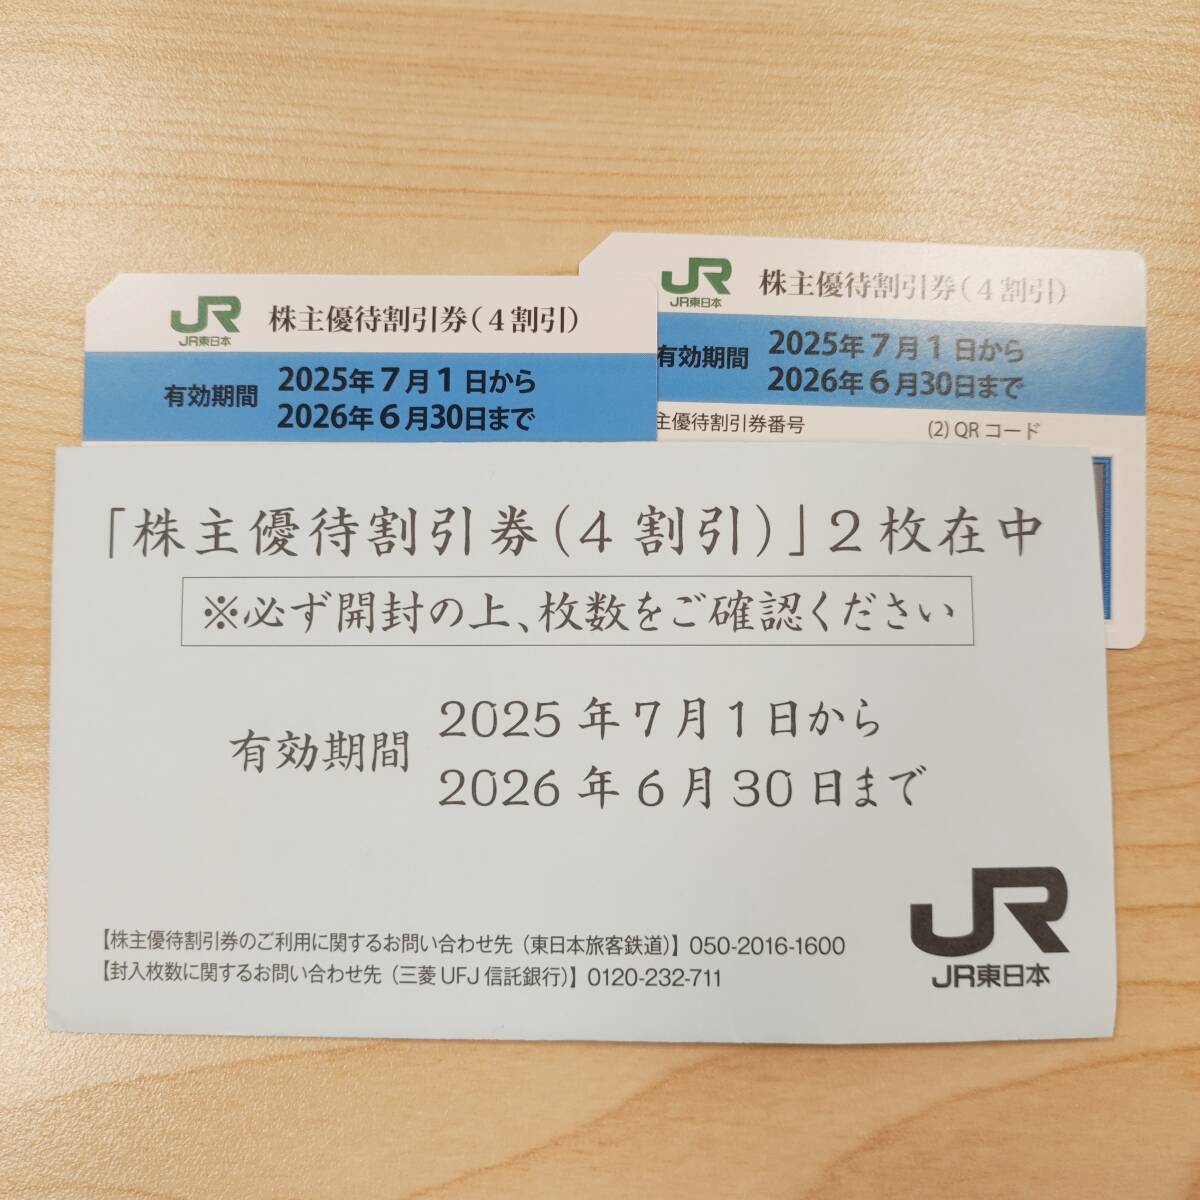 JR
JR東日本
株主優待割引券(4割引)
有効期間
2025年7月1日から
2026年6月30日まで
JR
JR東日本
株主優待割引券(4割引)
有効期間
2025年7月1日から
2026年6月30日まで
主優待割引券番号
(2) QRコード
「株主優待割引券(4割引)」2枚在中
※必ず開封の上、枚数をご確認ください
有効期間
2025年7月1日から
2026年6月30日まで
【株主優待割引券のご利用に関するお問い合わせ先(東日本旅客鉄道)】050-2016-1600
【封入枚数に関するお問い合わせ先(三菱UFJ信託銀行)】0120-232-711
JR
JR東日本